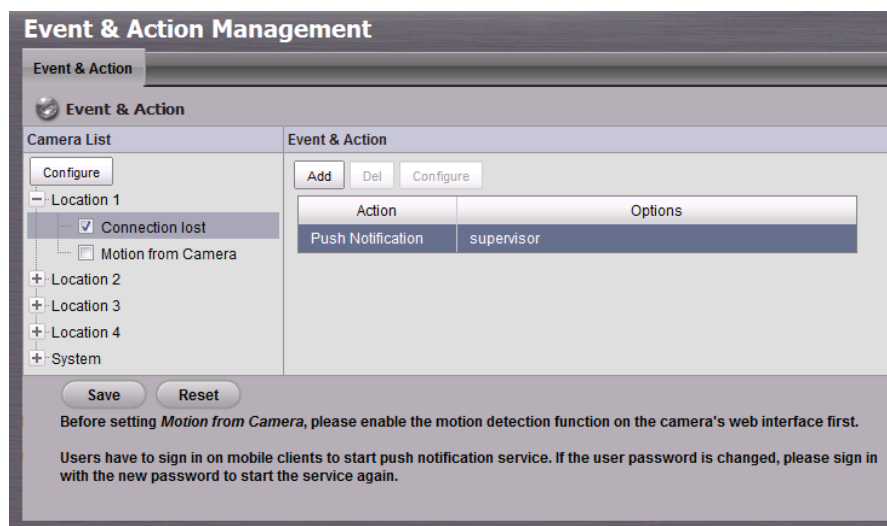 Event & Action Management
Event & Action
Event & Action
Camera List
Event & Action
Configure
Add Del Configure
Location 1
Connection lost
Motion from Camera
Location 2
Location 3
Location 4
System
Action Options
Push Notification supervisor
Save Reset
Before setting Motion from Camera, please enable the motion detection function on the camera's web interface first.
Users have to sign in on mobile clients to start push notification service. If the user password is changed, please sign in
with the new password to start the service again.